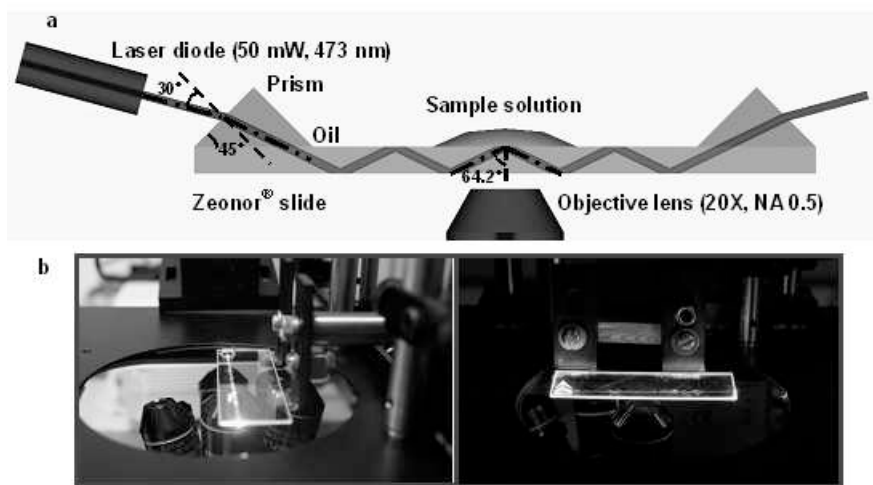 a
Laser diode (50 mW, 473 nm)
30°
Prism
Sample solution
Oil
45°
64.2°
Zeonor® slide
Objective lens (20X, NA 0.5)
b